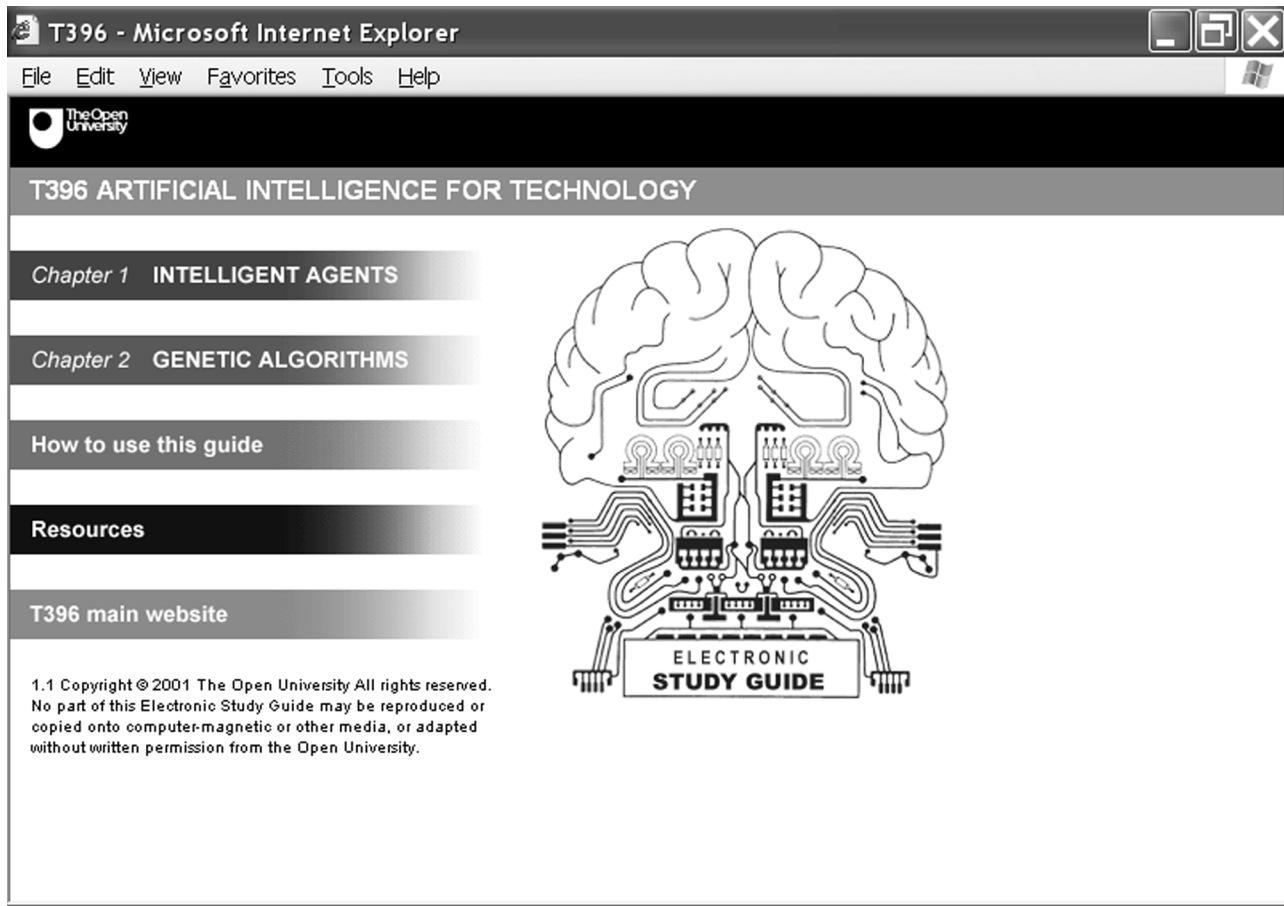 T396 - Microsoft Internet Explorer
File Edit View Favorites Tools Help
The Open
University
T396 ARTIFICIAL INTELLIGENCE FOR TECHNOLOGY
Chapter 1 INTELLIGENT AGENTS
Chapter 2 GENETIC ALGORITHMS
How to use this guide
Resources
T396 main website
1.1 Copyright © 2001 The Open University All rights reserved.
No part of this Electronic Study Guide may be reproduced or
copied onto computer-magnetic or other media, or adapted
without written permission from the Open University.
ELECTRONIC
STUDY GUIDE